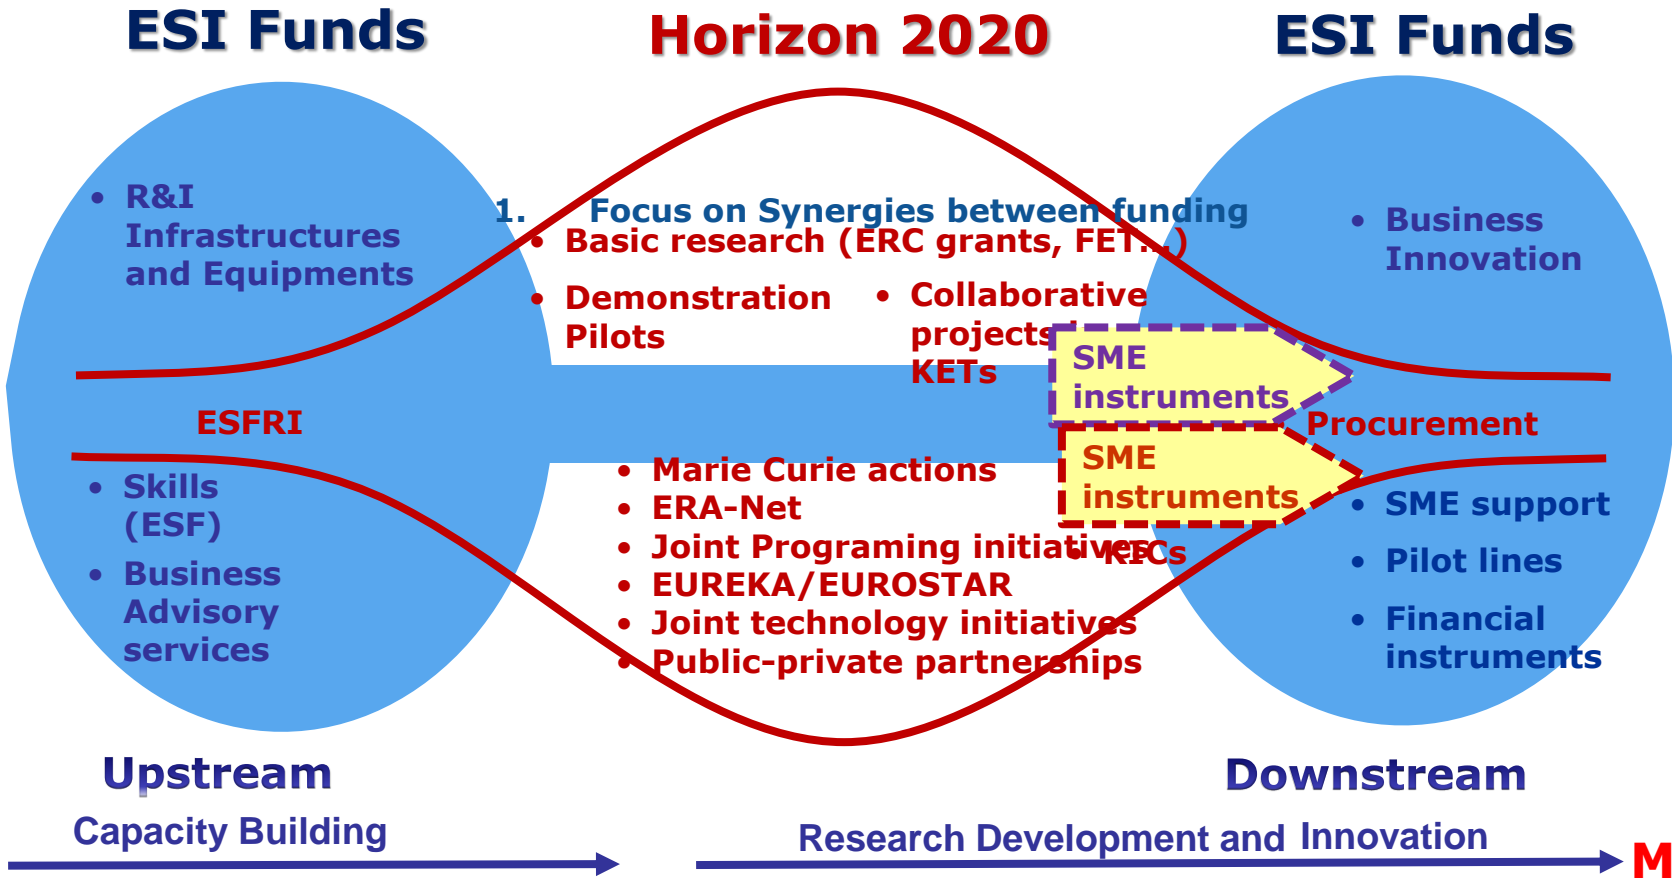 ESI Funds
Horizon 2020
ESI Funds
• R&I
Infrastructures
and Equipments
1. Focus on Synergies between funding
• Basic research (ERC grants, FET...)
• Demonstration
Pilots
• Collaborative
projects
KETs
• Business
Innovation
SME
instruments
ESFRI
Procurement
SME
instruments
• Skills
(ESF)
• Business
Advisory
services
• Marie Curie actions
• ERA-Net
• Joint Programing initiatives
• KICs
• EUREKA/EUROSTAR
• Joint technology initiatives
• Public-private partnerships
• SME support
• Pilot lines
• Financial
instruments
Upstream
Downstream
Capacity Building
Research Development and Innovation
M